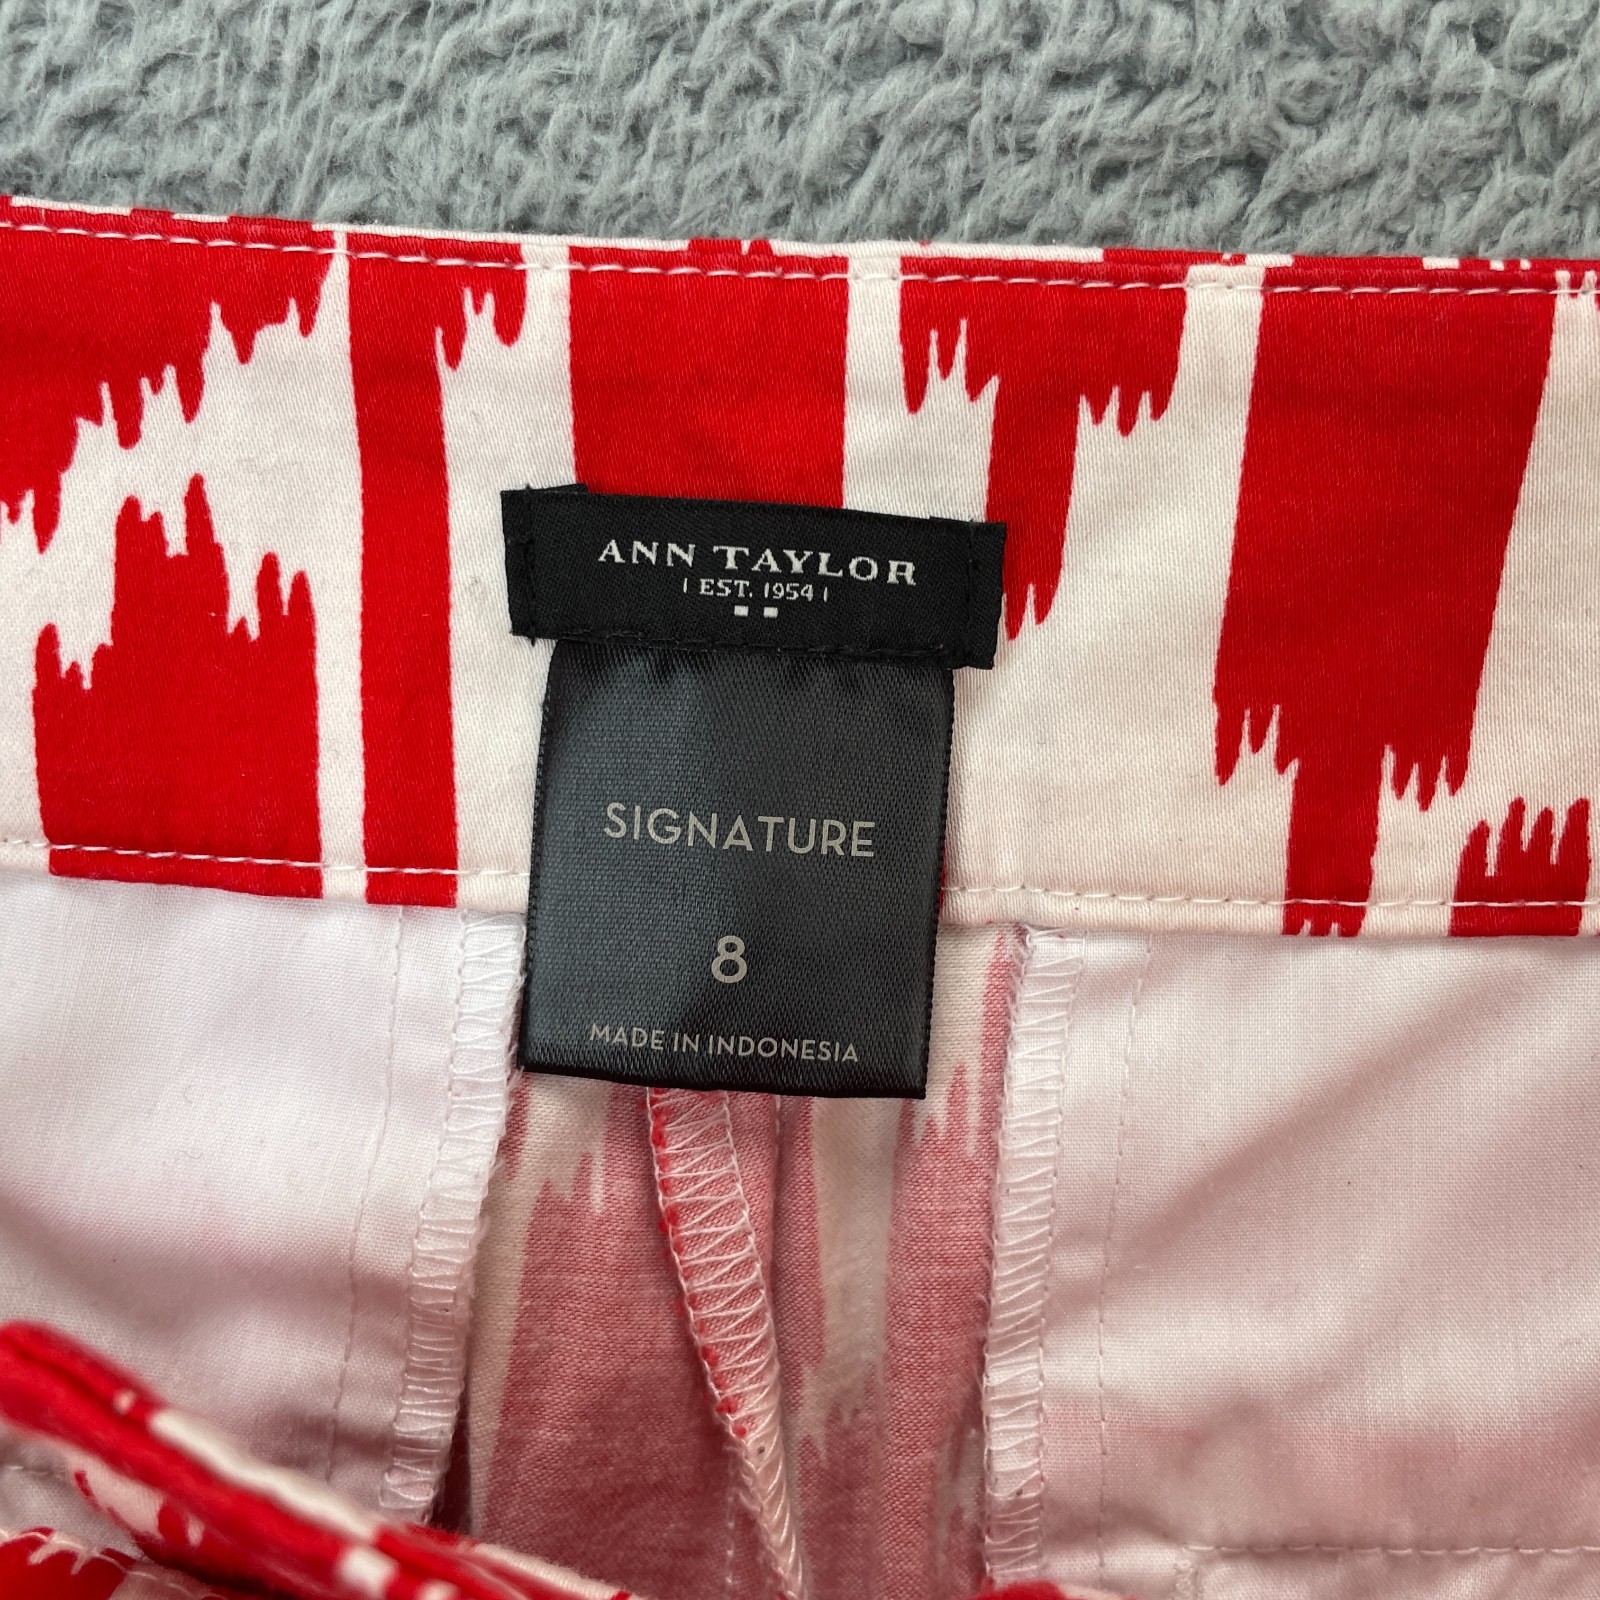 ANN TAYLOR
EST. 1954
SIGNATURE
8
MADE IN INDONESIA